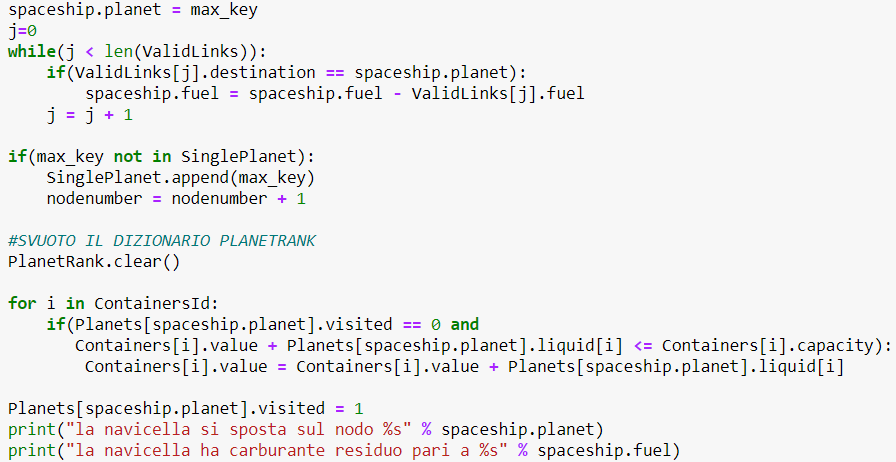 spaceship.planet = max_key
j=0
while(j < len(ValidLinks)):
    if(ValidLinks[j].destination == spaceship.planet):
        spaceship.fuel = spaceship.fuel - ValidLinks[j].fuel
    j = j + 1

if(max_key not in SinglePlanet):
    SinglePlanet.append(max_key)
    nodenumber = nodenumber + 1

#SVUOTO IL DIZIONARIO PLANETRANK
PlanetRank.clear()

for i in ContainersId:
    if(Planets[spaceship.planet].visited == 0 and
       Containers[i].value + Planets[spaceship.planet].liquid[i] <= Containers[i].capacity):
        Containers[i].value = Containers[i].value + Planets[spaceship.planet].liquid[i]

Planets[spaceship.planet].visited = 1
print("la navicella si sposta sul nodo %s" % spaceship.planet)
print("la navicella ha carburante residuo pari a %s" % spaceship.fuel)